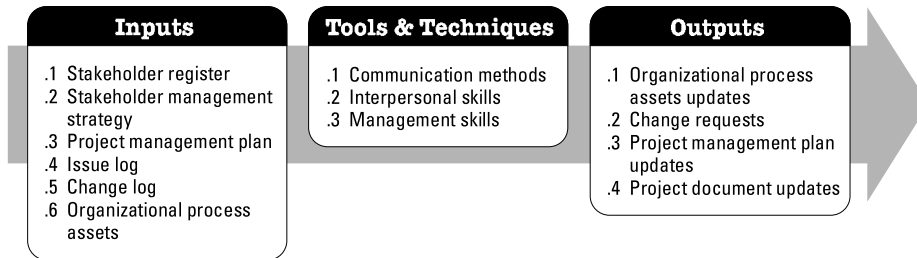 Inputs
.1 Stakeholder register
.2 Stakeholder management
strategy
.3 Project management plan
.4 Issue log
.5 Change log
.6 Organizational process
assets
Tools & Techniques
.1 Communication methods
.2 Interpersonal skills
.3 Management skills
Outputs
.1 Organizational process
assets updates
.2 Change requests
.3 Project management plan
updates
.4 Project document updates